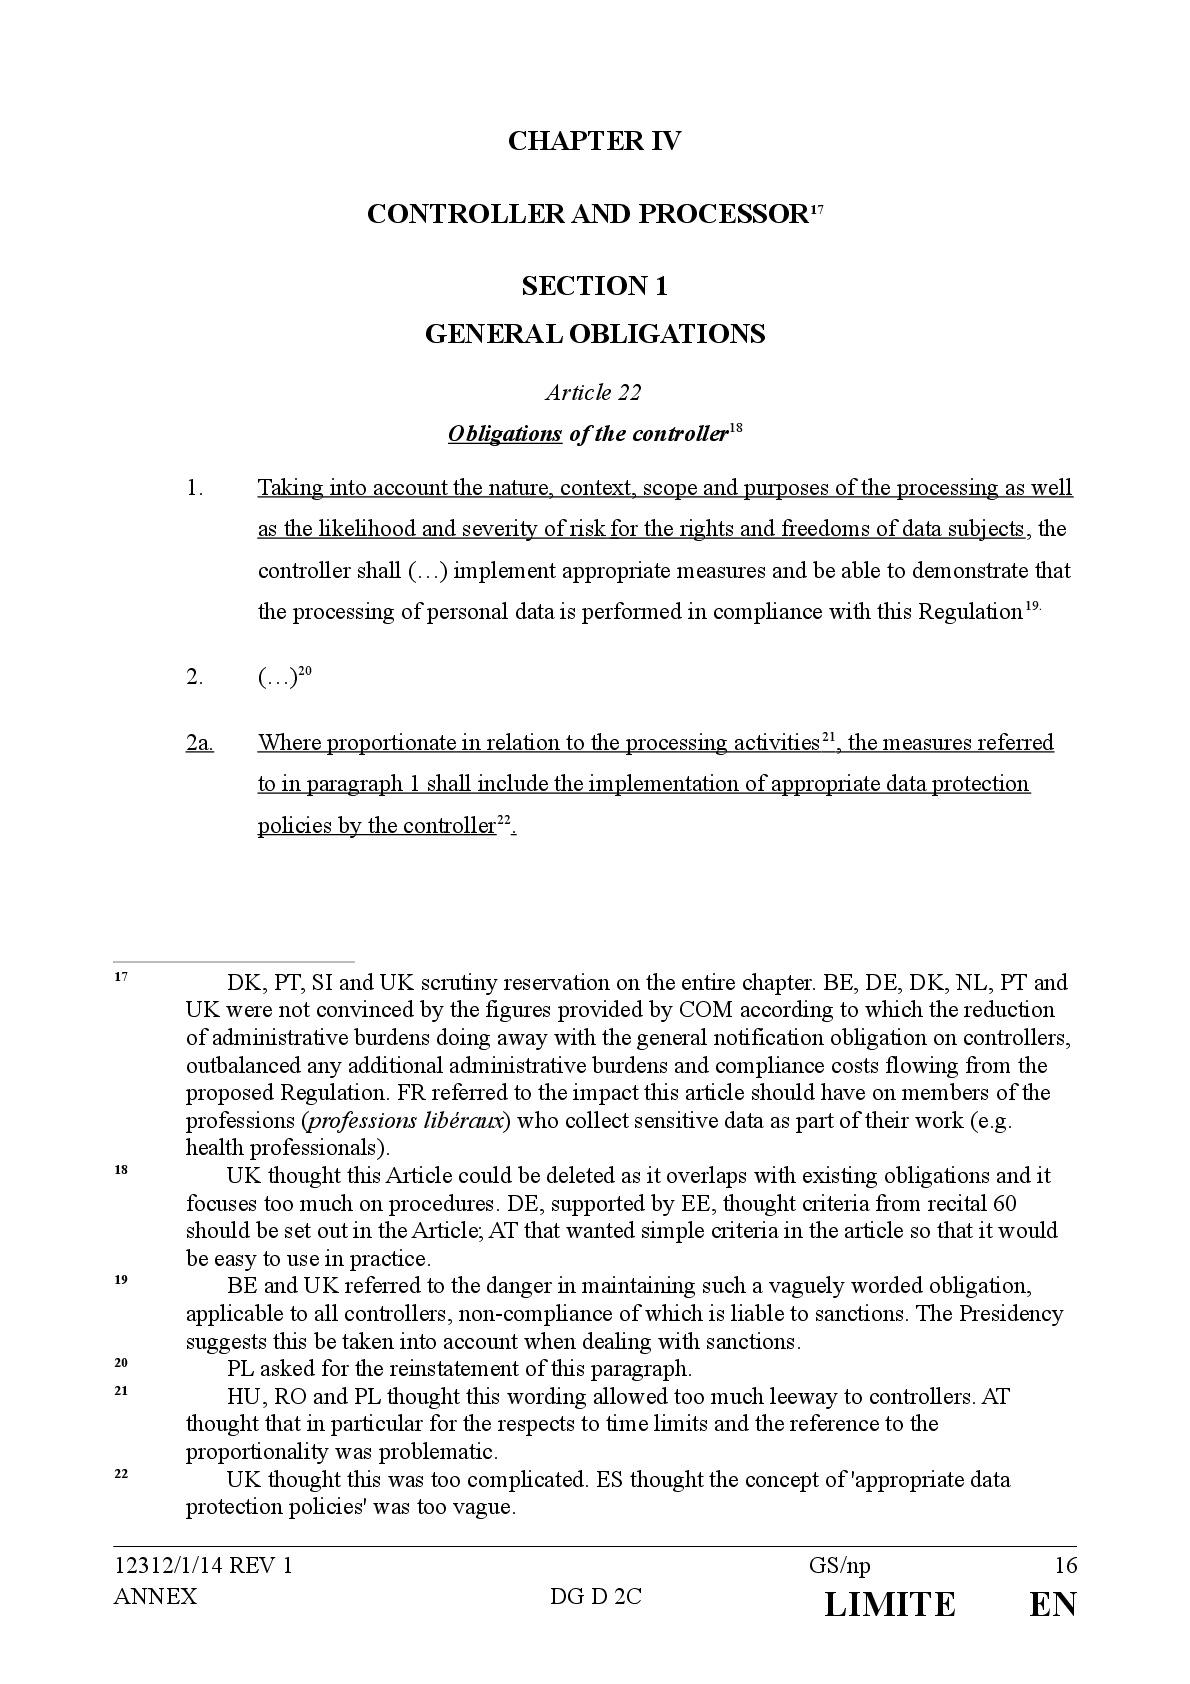 CHAPTER IV
CONTROLLER AND PROCESSOR17
SECTION 1
GENERAL OBLIGATIONS
Article 22
Obligations of the controller18
1. Taking into account the nature, context, scope and purposes of the processing as well
as the likelihood and severity of risk for the rights and freedoms of data subjects, the
controller shall (…) implement appropriate measures and be able to demonstrate that
the processing of personal data is performed in compliance with this Regulation19.
2. (…)20
2a. Where proportionate in relation to the processing activities21, the measures referred
to in paragraph 1 shall include the implementation of appropriate data protection
policies by the controller22.
17 DK, PT, SI and UK scrutiny reservation on the entire chapter. BE, DE, DK, NL, PT and
UK were not convinced by the figures provided by COM according to which the reduction
of administrative burdens doing away with the general notification obligation on controllers,
outbalanced any additional administrative burdens and compliance costs flowing from the
proposed Regulation. FR referred to the impact this article should have on members of the
professions (professions libéraux) who collect sensitive data as part of their work (e.g.
health professionals).
18 UK thought this Article could be deleted as it overlaps with existing obligations and it
focuses too much on procedures. DE, supported by EE, thought criteria from recital 60
should be set out in the Article; AT that wanted simple criteria in the article so that it would
be easy to use in practice.
19 BE and UK referred to the danger in maintaining such a vaguely worded obligation,
applicable to all controllers, non-compliance of which is liable to sanctions. The Presidency
suggests this be taken into account when dealing with sanctions.
20 PL asked for the reinstatement of this paragraph.
21 HU, RO and PL thought this wording allowed too much leeway to controllers. AT
thought that in particular for the respects to time limits and the reference to the
proportionality was problematic.
22 UK thought this was too complicated. ES thought the concept of 'appropriate data
protection policies' was too vague.
12312/1/14 REV 1 GS/np 16
ANNEX DG D 2C LIMITE EN